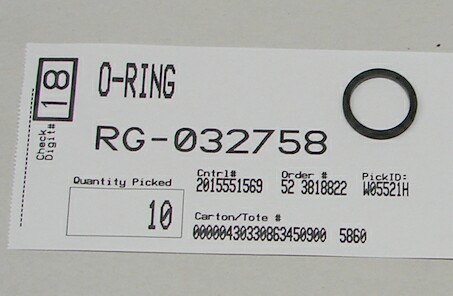 Check
Digit#
18
O-RING
RG-032758
Quantity Picked
10
Cntrl#
2015551569
Order #
52 3818822
PickID:
W05521H
Carton/Tote #
00000430330863450900 5860